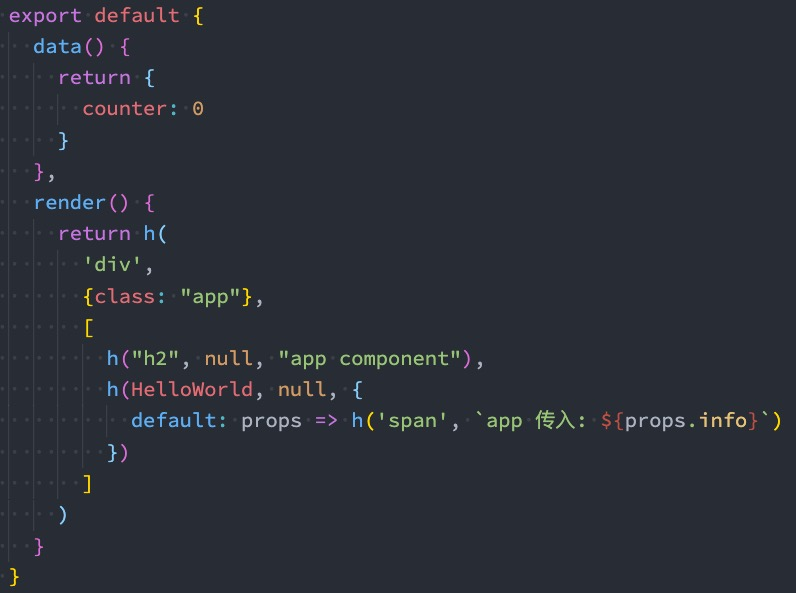 export default {
  data() {
    return {
      counter: 0
    }
  },
  render() {
    return h(
      'div',
      {class: "app"},
      [
        h("h2", null, "app component"),
        h(HelloWorld, null, {
          default: props => h('span', `app 传入: ${props.info}`)
        })
      ]
    )
  }
}